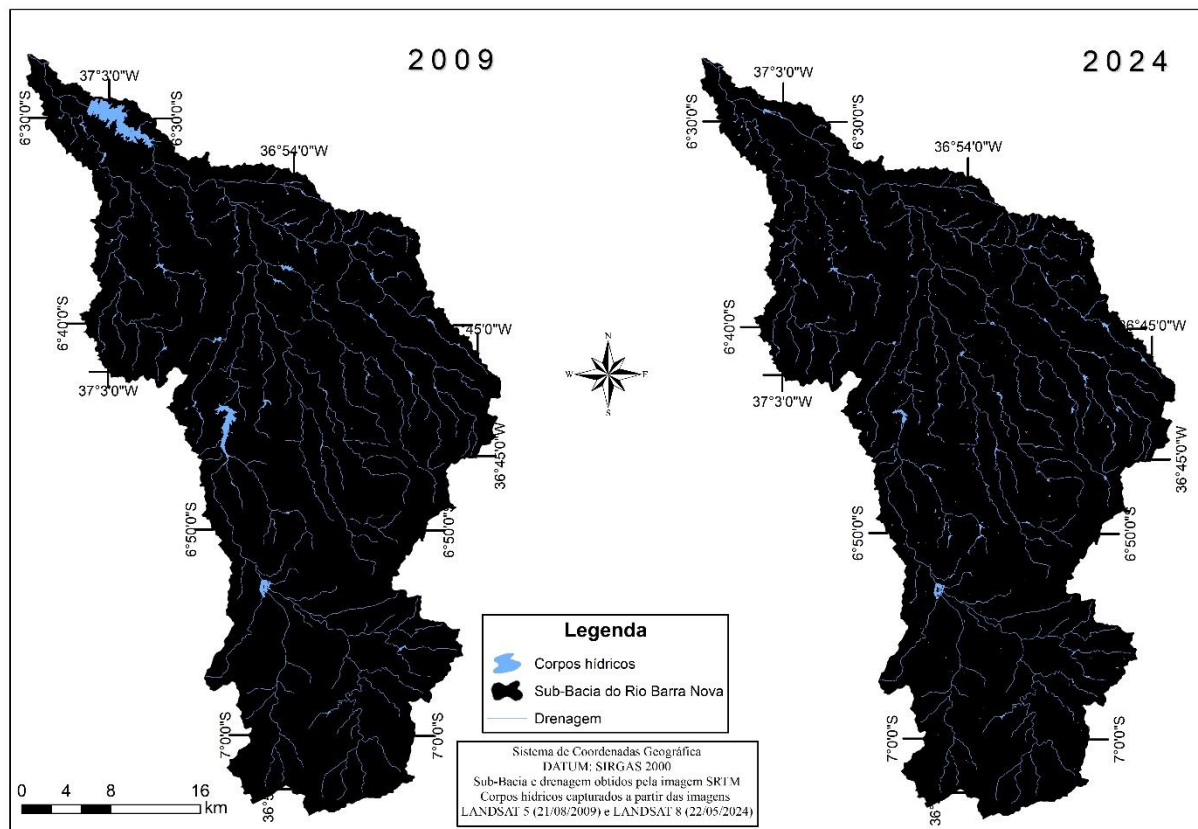 2009
2024
37°3'0"W
6°30'0"S
6°30'0"S
36°54'0"W
37°3'0"W
6°30'0"S
6°30'0"S
36°54'0"W
6°40'0"S
45'0"W
37°3'0"W
36°45'0"W
N
W
E
S
6°40'0"S
6°45'0"W
37°3'0"W
36°45'0"W
6°50'0"S
6°50'0"S
6°50'0"S
6°50'0"S
Legenda
Corpos hídricos
Sub-Bacia do Rio Barra Nova
Drenagem
7°0'0"S
7°0'0"S
7°0'0"S
7°0'0"S
Sistema de Coordenadas Geográfica
DATUM: SIRGAS 2000
Sub-Bacia e drenagem obtidos pela imagem SRTM
Corpos hídricos capturados a partir das imagens
LANDSAT 5 (21/08/2009) e LANDSAT 8 (22/05/2024)
0 4 8 16
km
36°
36°